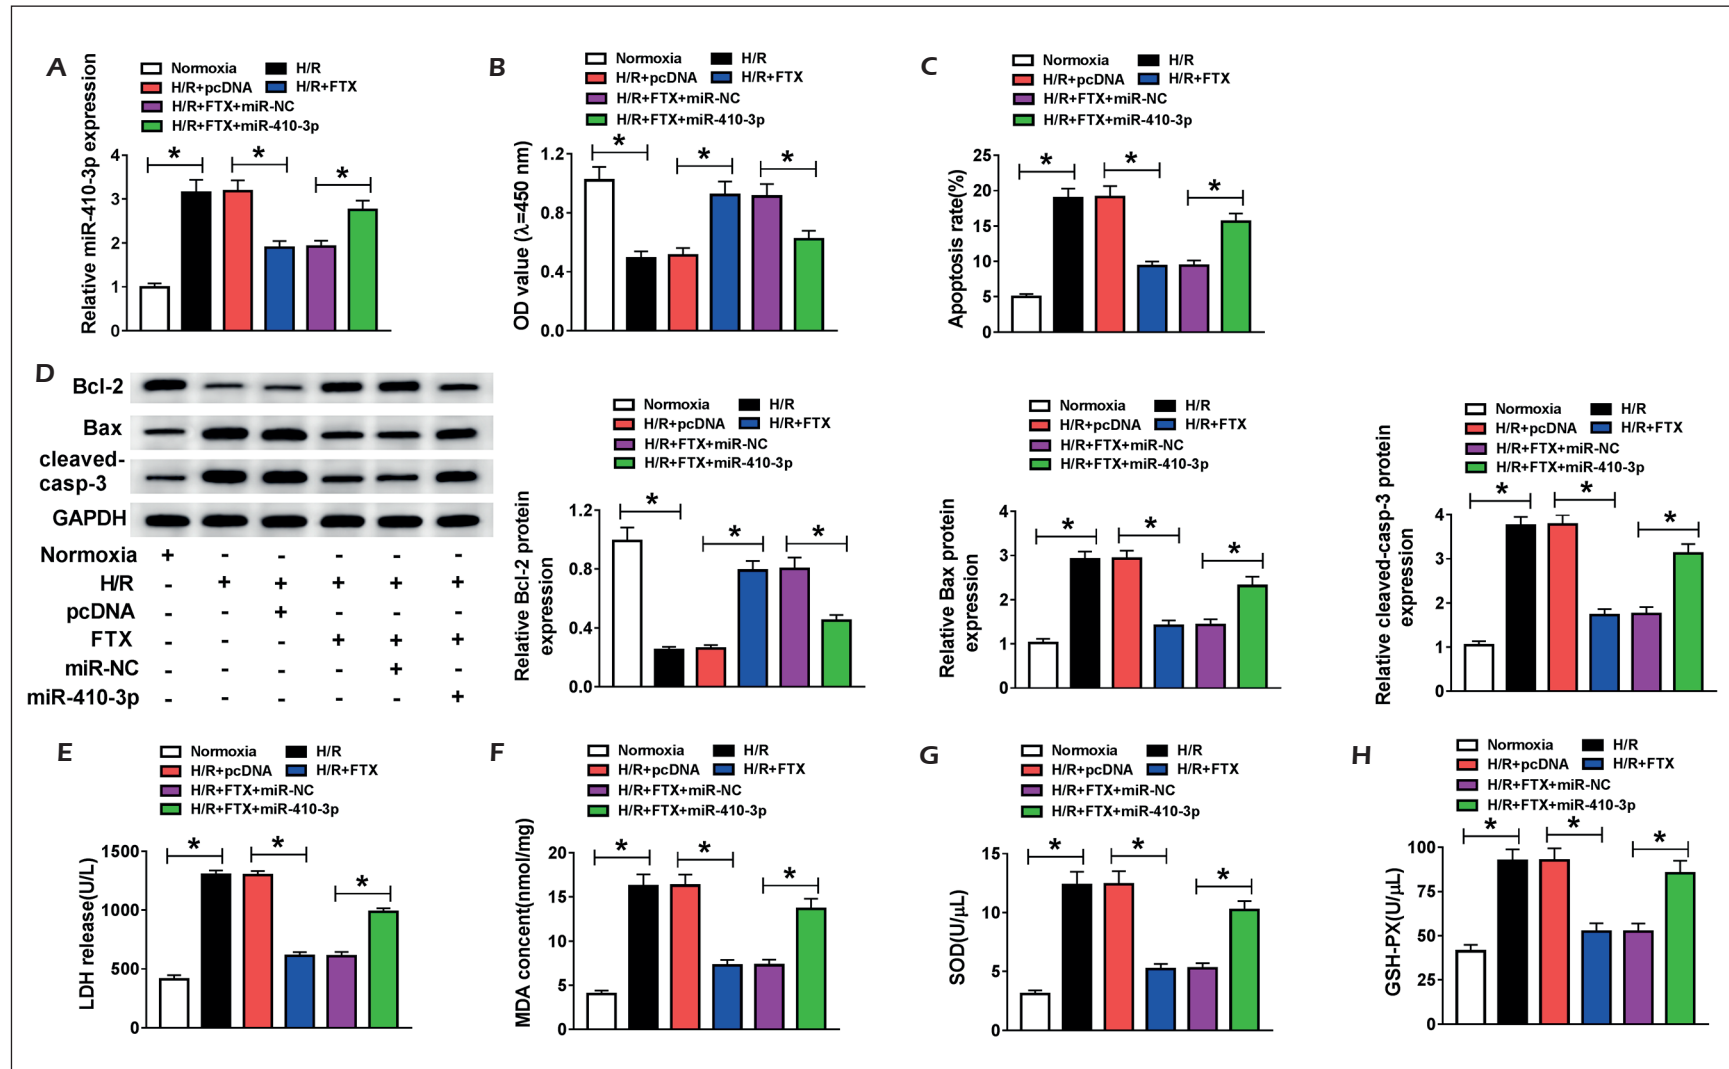 A
Normoxia H/R
H/R+pcDNA H/R+FTX
H/R+FTX+miR-NC
H/R+FTX+miR-410-3p
Relative miR-410-3p expression
4
3
2
1
0
* * *
B
Normoxia H/R
H/R+pcDNA H/R+FTX
H/R+FTX+miR-NC
H/R+FTX+miR-410-3p
OD value (λ=450 nm)
1.2
0.8
0.4
0.0
* * *
C
Normoxia H/R
H/R+pcDNA H/R+FTX
H/R+FTX+miR-NC
H/R+FTX+miR-410-3p
Apoptosis rate(%)
25
20
15
10
5
0
* * *
D
Bcl-2
Bax
cleaved-
casp-3
GAPDH
Normoxia + - - - - -
H/R - + + + + +
pcDNA - - + - - -
FTX - - - + + +
miR-NC - - - - + -
miR-410-3p - - - - - +
Normoxia H/R
H/R+pcDNA H/R+FTX
H/R+FTX+miR-NC
H/R+FTX+miR-410-3p
Relative Bcl-2 protein
expression
1.2
0.8
0.4
0.0
* * *
Normoxia H/R
H/R+pcDNA H/R+FTX
H/R+FTX+miR-NC
H/R+FTX+miR-410-3p
Relative Bax protein
expression
4
3
2
1
0
* * *
Normoxia H/R
H/R+pcDNA H/R+FTX
H/R+FTX+miR-NC
H/R+FTX+miR-410-3p
Relative cleaved-casp-3 protein
expression
4
3
2
1
0
* * *
E
Normoxia H/R
H/R+pcDNA H/R+FTX
H/R+FTX+miR-NC
H/R+FTX+miR-410-3p
LDH release(U/L)
1500
1000
500
0
* * *
F
Normoxia H/R
H/R+pcDNA H/R+FTX
H/R+FTX+miR-NC
H/R+FTX+miR-410-3p
MDA concent(nmol/mg)
20
15
10
5
0
* * *
G
Normoxia H/R
H/R+pcDNA H/R+FTX
H/R+FTX+miR-NC
H/R+FTX+miR-410-3p
SOD(U/μL)
15
10
5
0
* * *
H
Normoxia H/R
H/R+pcDNA H/R+FTX
H/R+FTX+miR-NC
H/R+FTX+miR-410-3p
GSH-PX(U/μL)
100
75
50
25
0
* * *